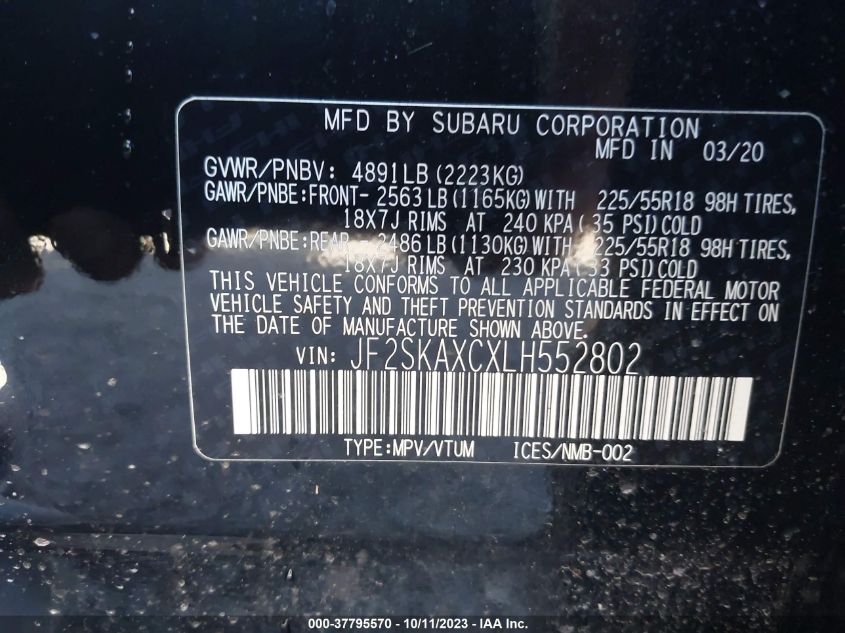 MFD BY SUBARU CORPORATION
MFD IN 03/20
GVWR/PNBV: 4891LB (2223KG)
GAWR/PNBE:FRONT- 2563 LB (1165KG) WITH 225/55R18 98H TIRES,
18X7J RIMS AT 240 KPA( 35 PSI) COLD
GAWR/PNBE:REAR - 2486 LB (1130KG) WITH 225/55R18 98H TIRES,
18X7J RIMS AT 230 KPA( 33 PSI) COLD
THIS VEHICLE CONFORMS TO ALL APPLICABLE FEDERAL MOTOR
VEHICLE SAFETY AND THEFT PREVENTION STANDARDS IN EFFECT ON
THE DATE OF MANUFACTURE SHOWN ABOVE.
VIN: JF2SKAXCXLH552802
TYPE:MPV/VTUM ICES/NMB-002
000-37795570 - 10/11/2023 - IAA Inc.